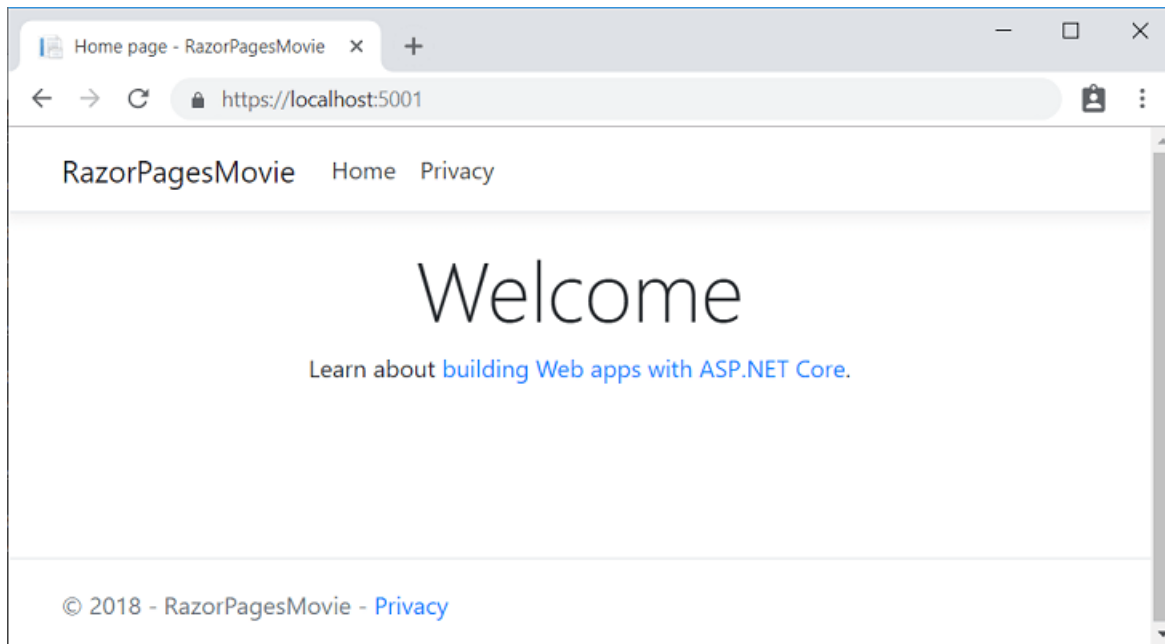 Home page - RazorPagesMovie
https://localhost:5001
RazorPagesMovie Home Privacy
Welcome
Learn about building Web apps with ASP.NET Core.
© 2018 - RazorPagesMovie - Privacy